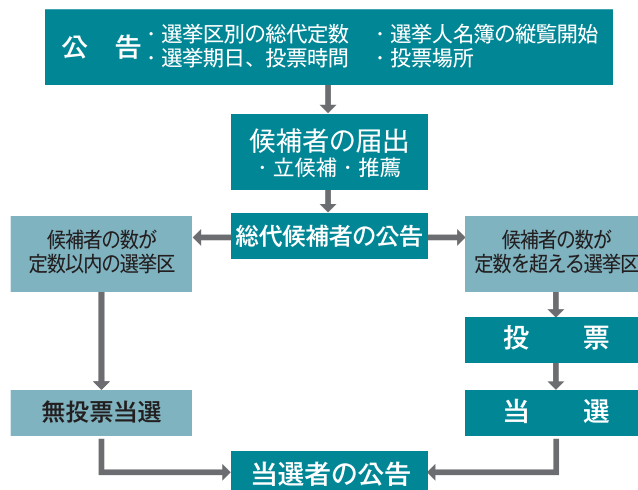 公　告
・選挙区別の総代定数　・選挙人名簿の縦覧開始
・選挙期日、投票時間　・投票場所
候補者の届出
・立候補・推薦
総代候補者の公告
候補者の数が
定数以内の選挙区
候補者の数が
定数を超える選挙区
投　票
無投票当選
当　選
当選者の公告